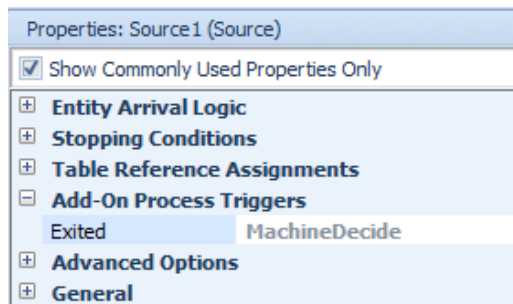 Properties: Source1 (Source)
Show Commonly Used Properties Only
Entity Arrival Logic
Stopping Conditions
Table Reference Assignments
Add-On Process Triggers
Exited MachineDecide
Advanced Options
General